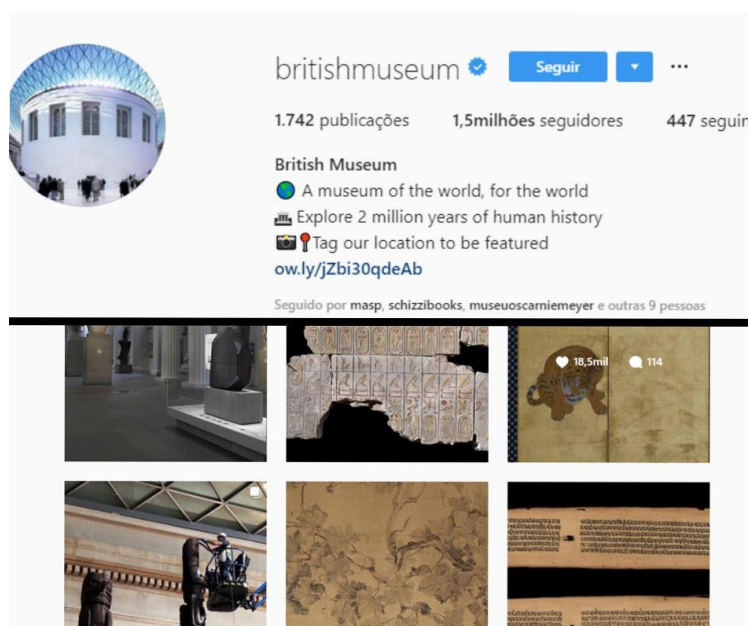 britishmuseum Seguir
1.742 publicações 1,5milhões seguidores 447 seguin
British Museum
A museum of the world, for the world
Explore 2 million years of human history
Tag our location to be featured
ow.ly/jZbi30qdeAb
Seguido por masp, schizzibooks, museuoscarniemeyer e outras 9 pessoas
18,5mil 114